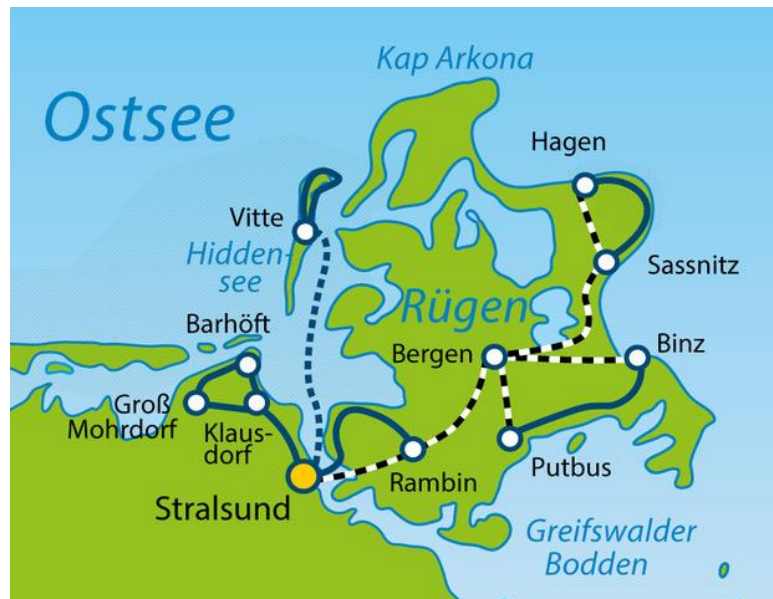 Kap Arkona
Ostsee
Hagen
Vitte
Hidden-
see
Sassnitz
Rügen
Barhöft
Bergen
Binz
Groß
Mohrdorf
Klaus-
dorf
Rambin
Putbus
Stralsund
Greifswalder
Bodden